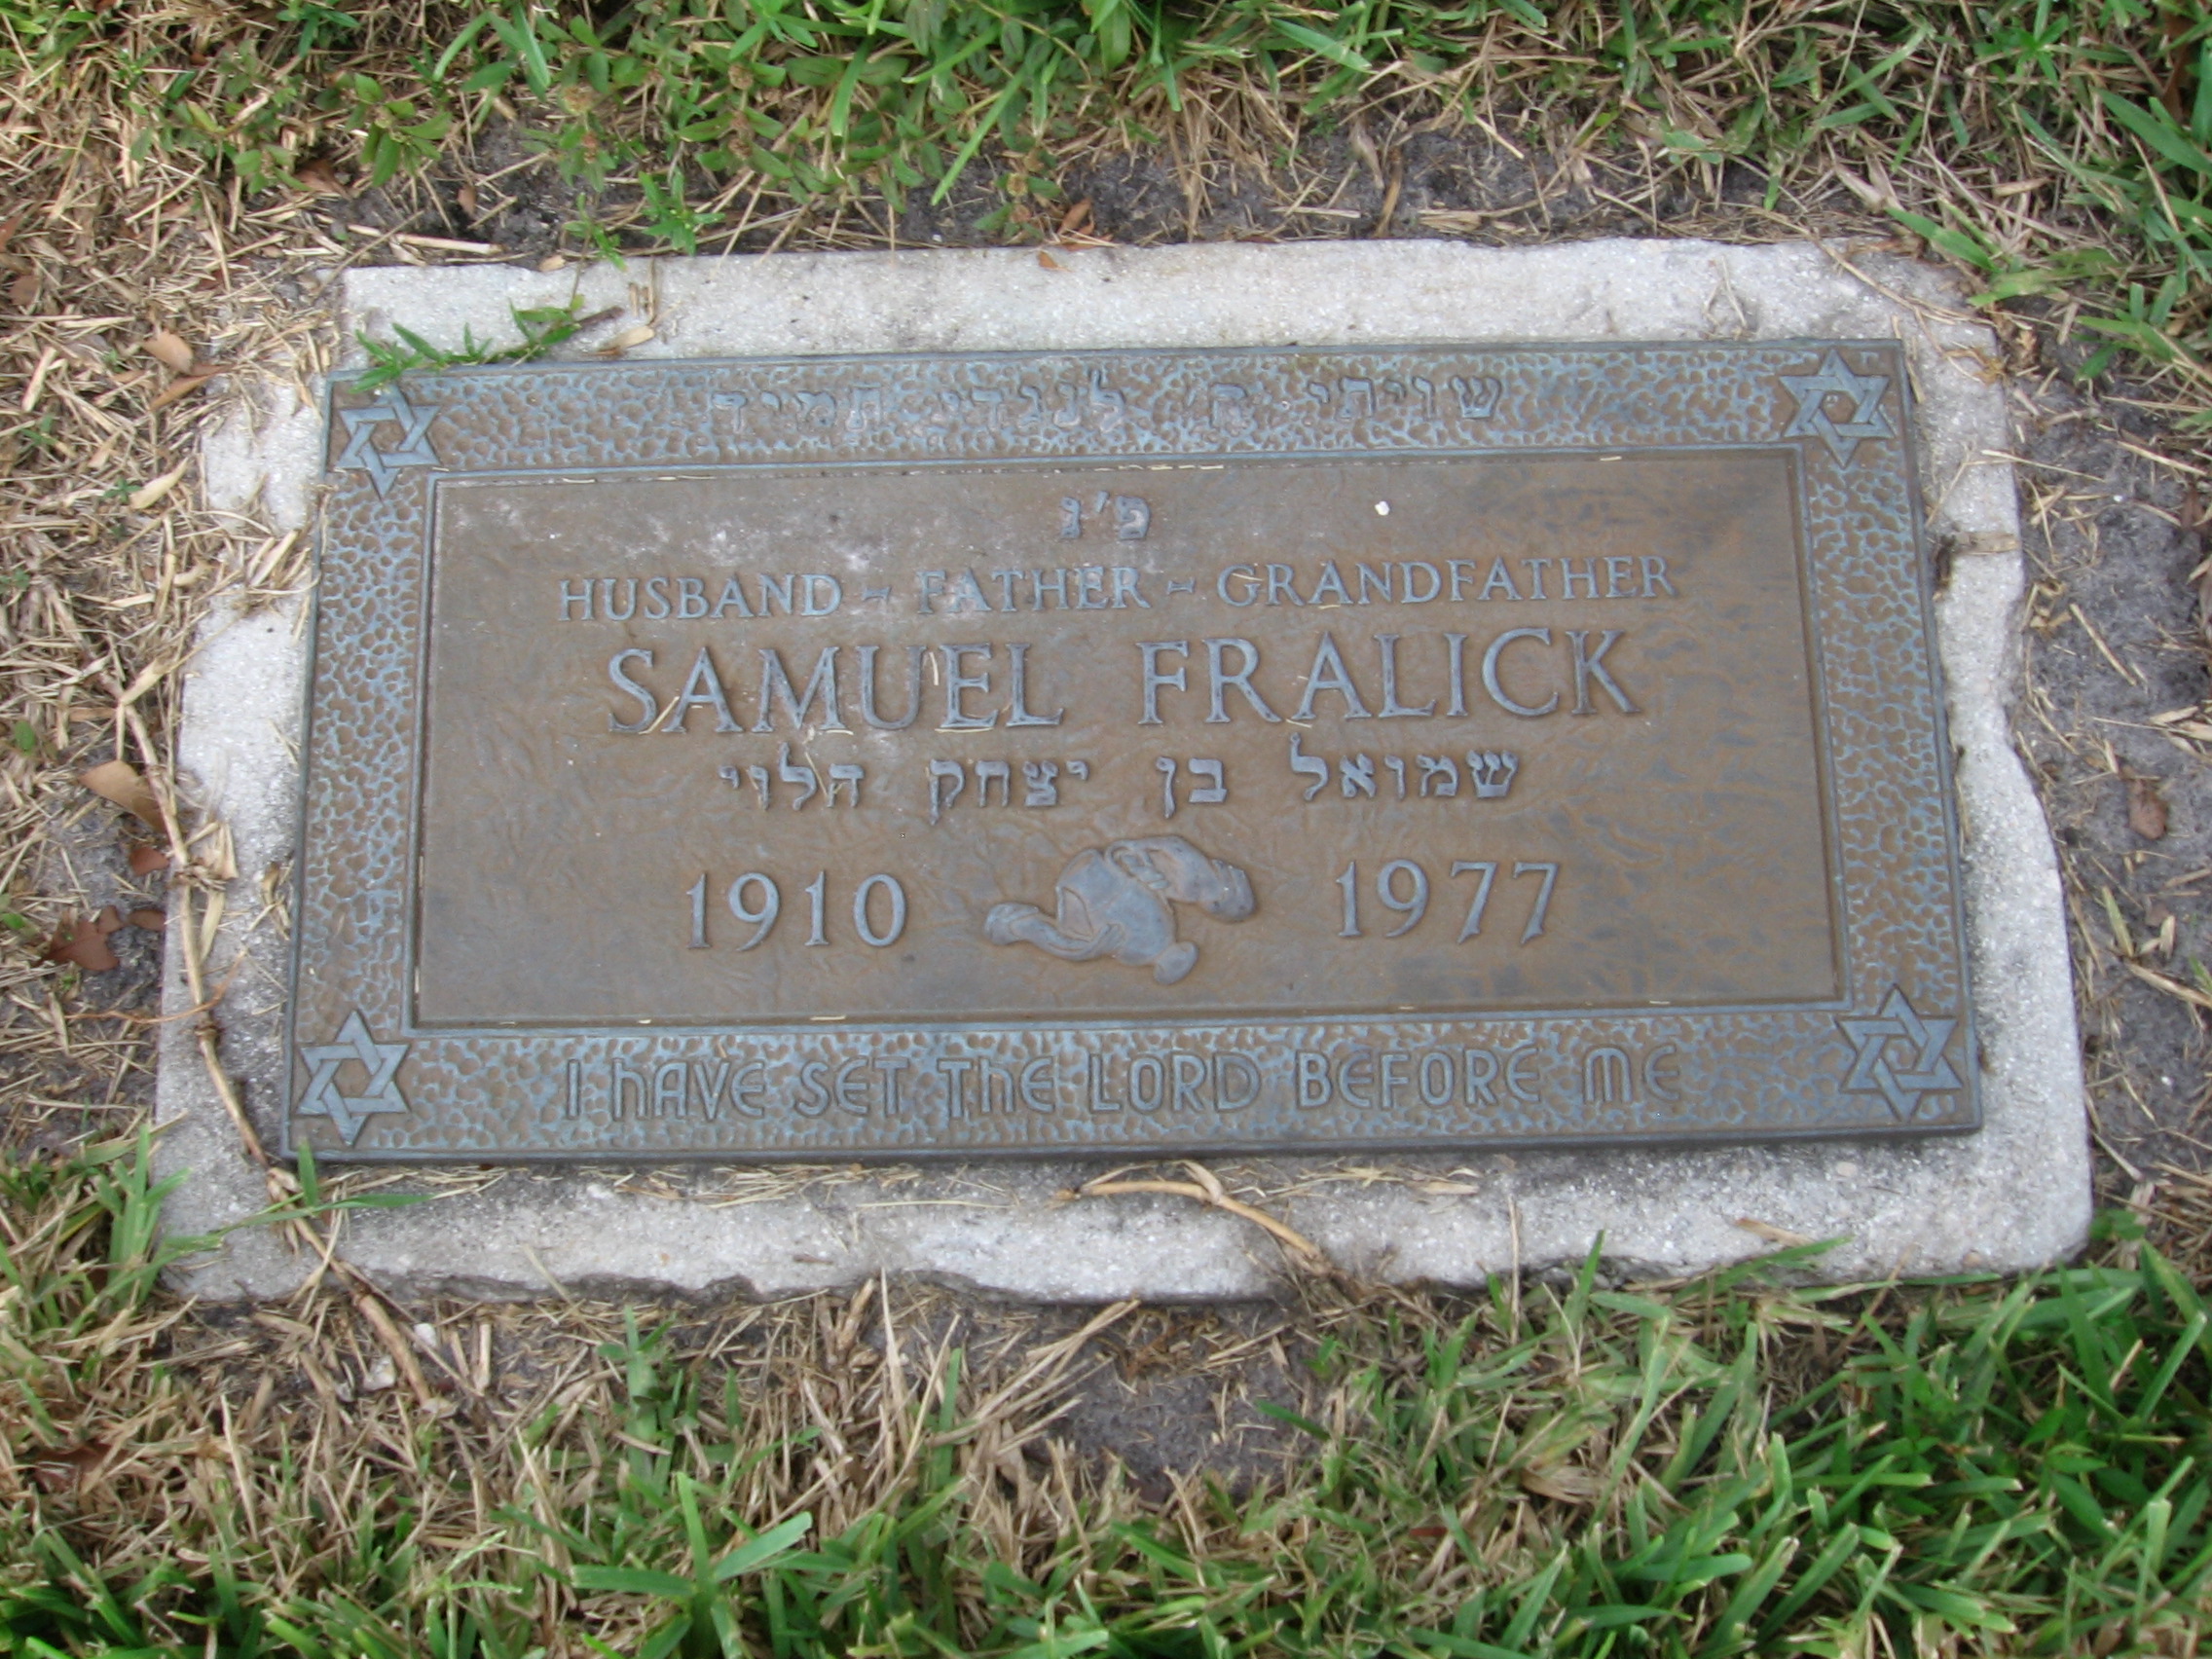 שויתי ה' לנגדי תמיד
פ'נ
HUSBAND - FATHER - GRANDFATHER
SAMUEL FRALICK
שמואל בן יצחק הלוי
1910 1977
I HAVE SET THE LORD BEFORE ME